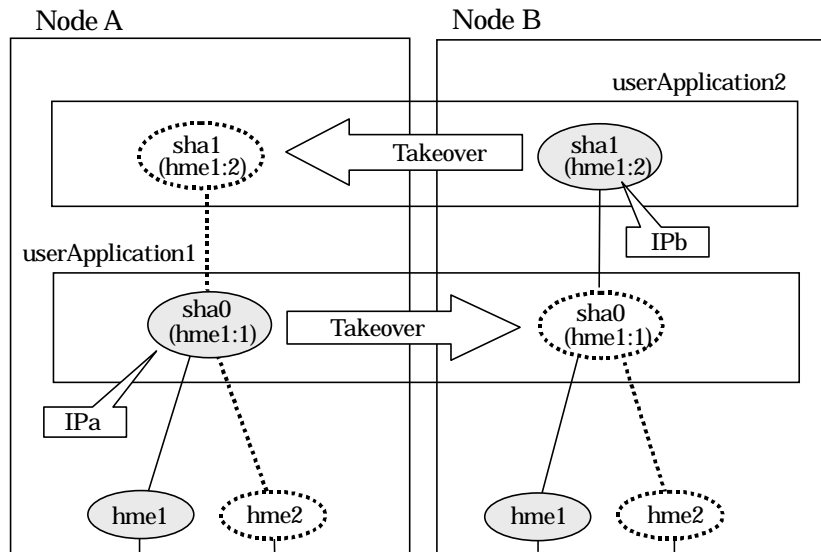 Node A
Node B
userApplication2
sha1
(hme1:2)
Takeover
sha1
(hme1:2)
IPb
userApplication1
sha0
(hme1:1)
Takeover
sha0
(hme1:1)
IPa
hme1
hme2
hme1
hme2